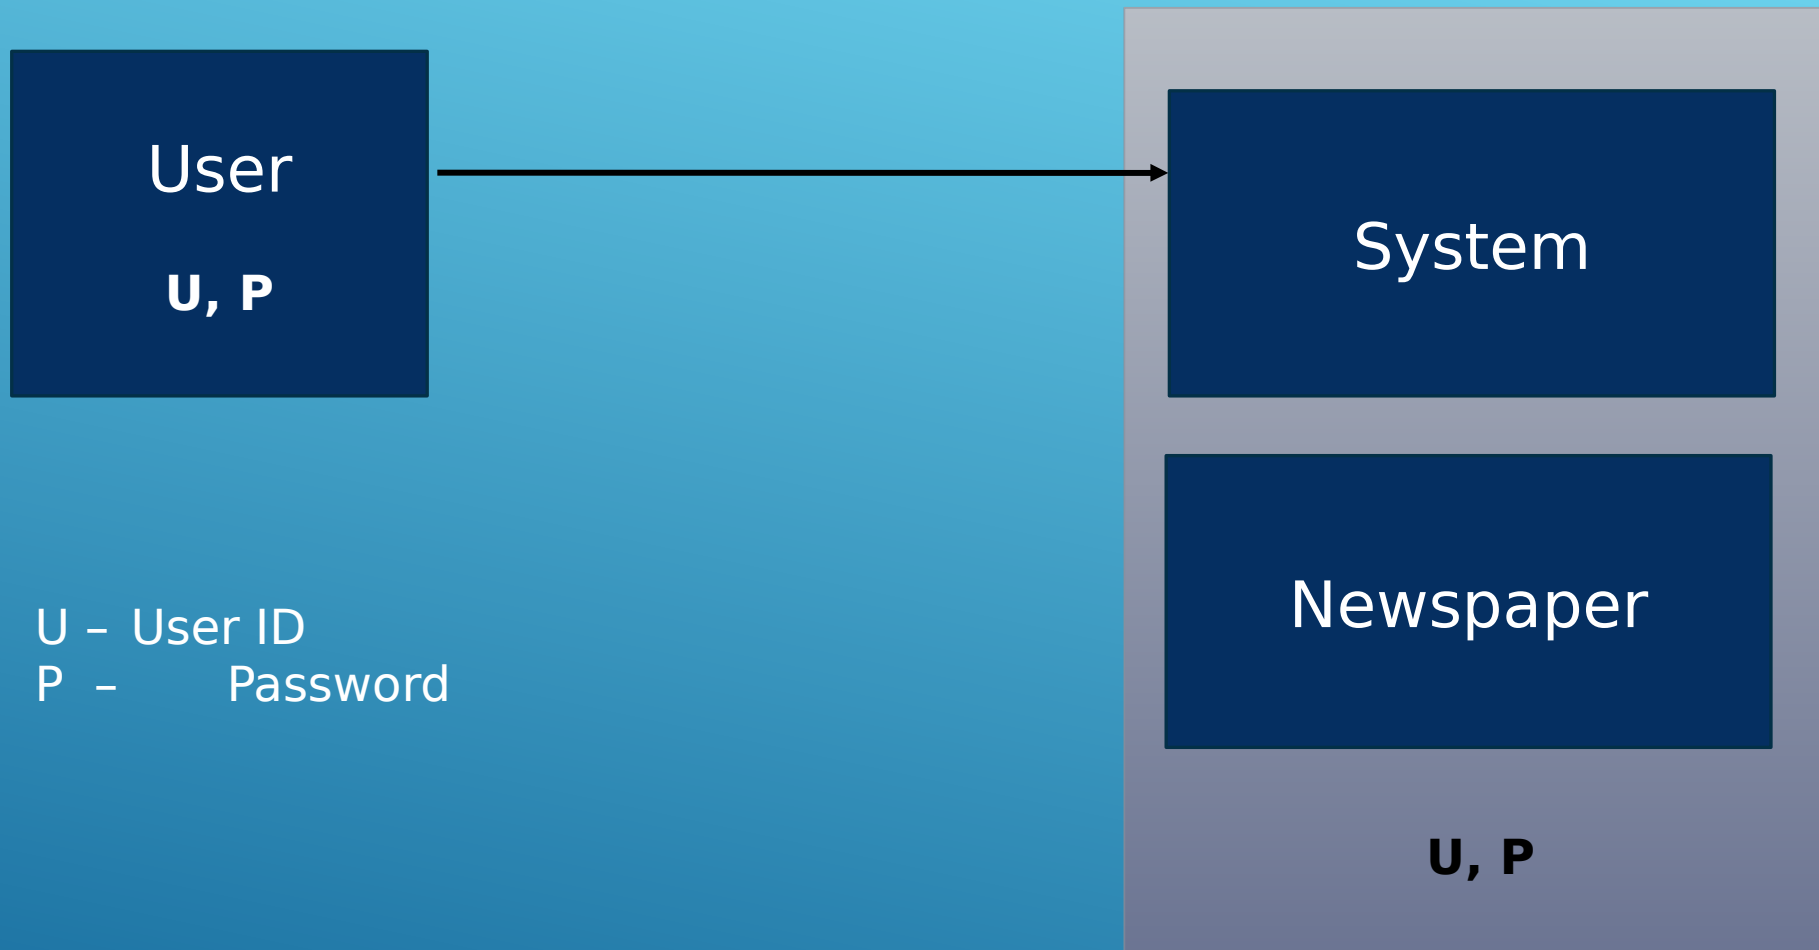 User
U, P
System
Newspaper
U – User ID
P – Password
U, P